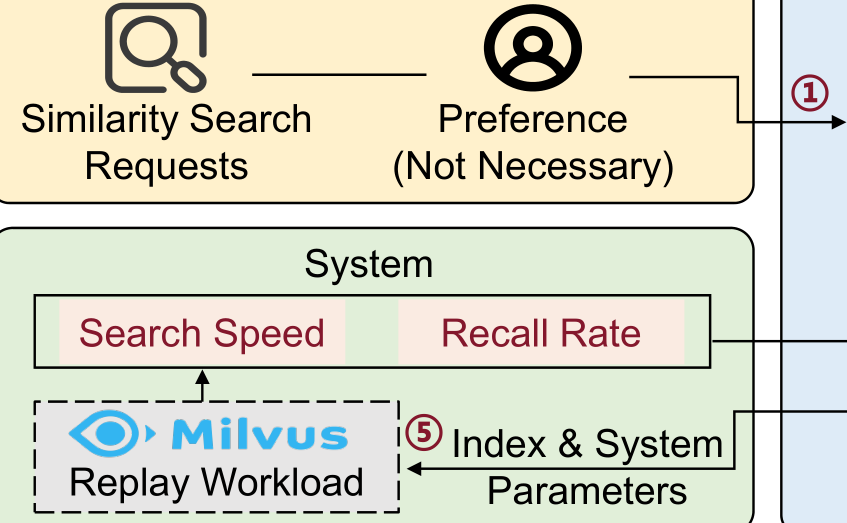 ①
Similarity Search
Requests
Preference
(Not Necessary)
System
Search Speed
Recall Rate
Milvus
Replay Workload
⑤
Index & System
Parameters